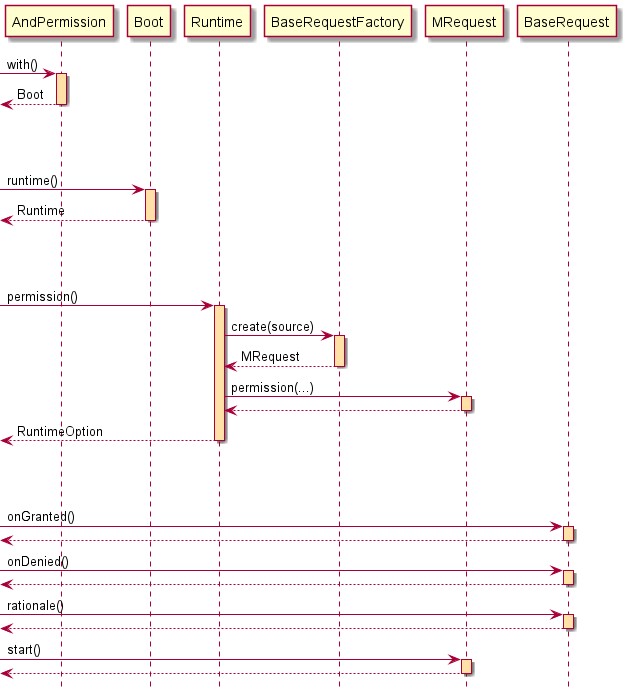 AndPermission Boot Runtime BaseRequestFactory MRequest BaseRequest
with()
Boot
runtime()
Runtime
permission()
create(source)
MRequest
permission(...)
RuntimeOption
onGranted()
onDenied()
rationale()
start()